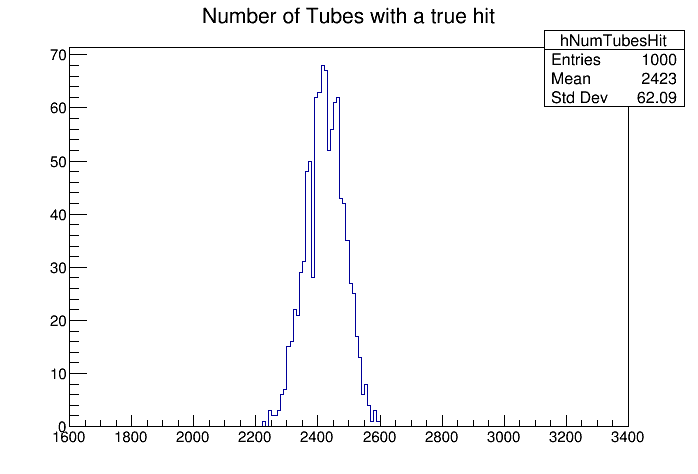 Number of Tubes with a true hit
hNumTubesHit
Entries 1000
Mean 2423
Std Dev 62.09
70
60
50
40
30
20
10
0
1600 1800 2000 2200 2400 2600 2800 3000 3200 3400